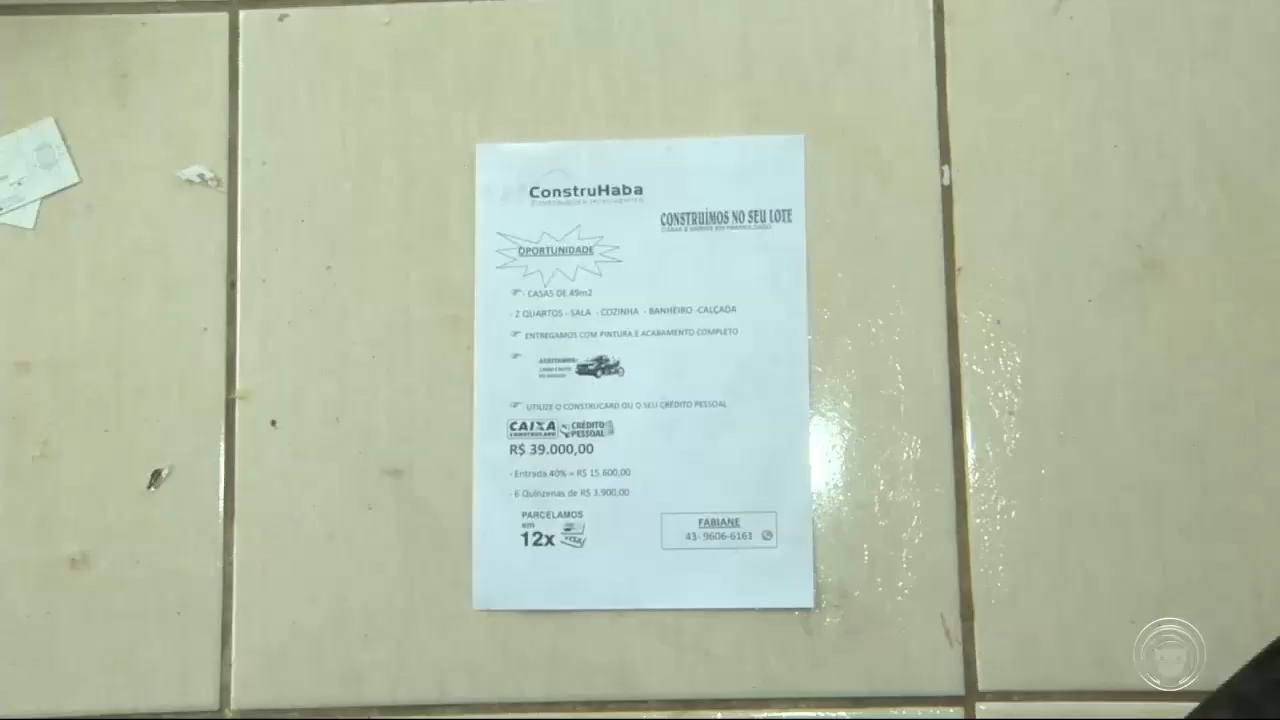 ConstruHaba
CONSTRUÍMOS NO SEU LOTE
OPORTUNIDADE
CASAS DE 49m2
- 2 QUARTOS - SALA - COZINHA - BANHEIRO -CALÇADA
ENTREGAMOS COM PINTURA E ACABAMENTO COMPLETO
ACEITAMOS:
UTILIZE O CONSTRUCARD OU O SEU CRÉDITO PESSOAL
CAIXA
CONSTRUCARD
CRÉDITO
PESSOAL
R$ 39.000,00
- Entrada 40% = R$ 15.600,00
- 6 Quinzenas de R$ 3.900,00
PARCELAMOS
em
12x
FABIANE
43- 9606-6161